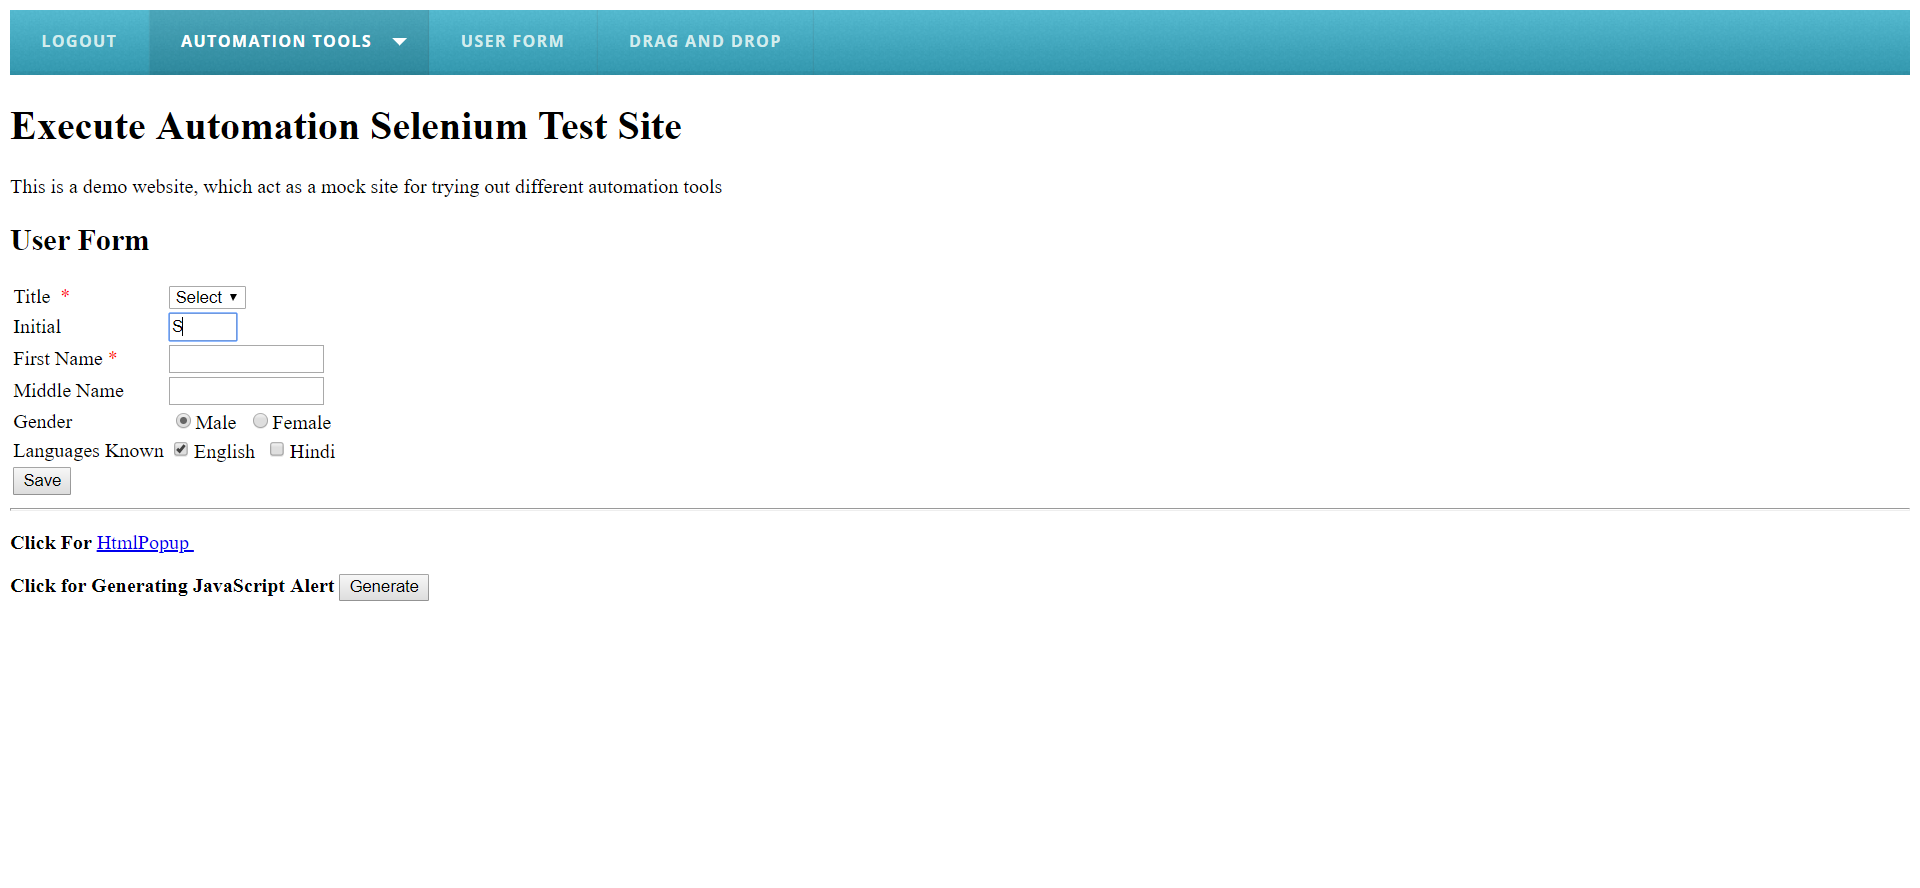 LOGOUT AUTOMATION TOOLS USER FORM DRAG AND DROP
Execute Automation Selenium Test Site
This is a demo website, which act as a mock site for trying out different automation tools
User Form
Title * Select
Initial S
First Name *
Middle Name
Gender Male Female
Languages Known English Hindi
Save
Click For HtmlPopup
Click for Generating JavaScript Alert Generate